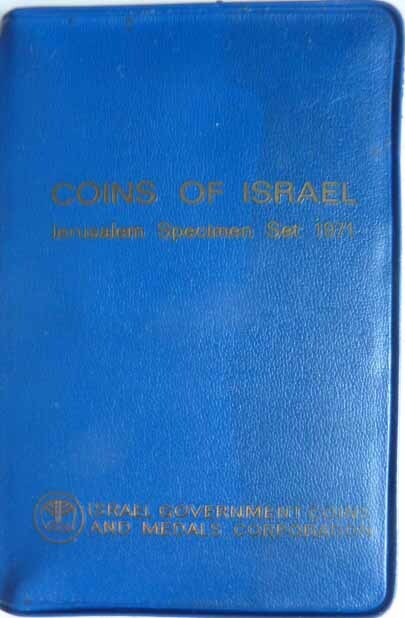 COINS OF ISRAEL
Jerusalem Specimen Set 1971
ISRAEL GOVERNMENT COINS
AND MEDALS CORPORATION